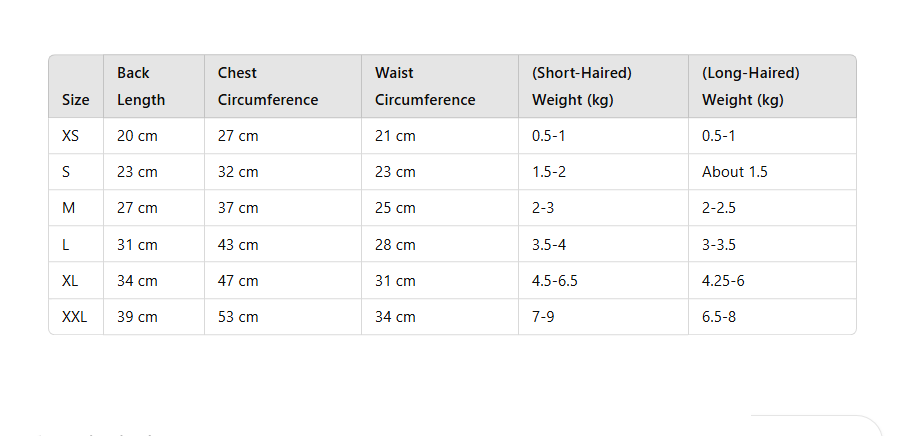 Size Back Length Chest Circumference Waist Circumference (Short-Haired) Weight (kg) (Long-Haired) Weight (kg)
XS 20 cm 27 cm 21 cm 0.5-1 0.5-1
S 23 cm 32 cm 23 cm 1.5-2 About 1.5
M 27 cm 37 cm 25 cm 2-3 2-2.5
L 31 cm 43 cm 28 cm 3.5-4 3-3.5
XL 34 cm 47 cm 31 cm 4.5-6.5 4.25-6
XXL 39 cm 53 cm 34 cm 7-9 6.5-8